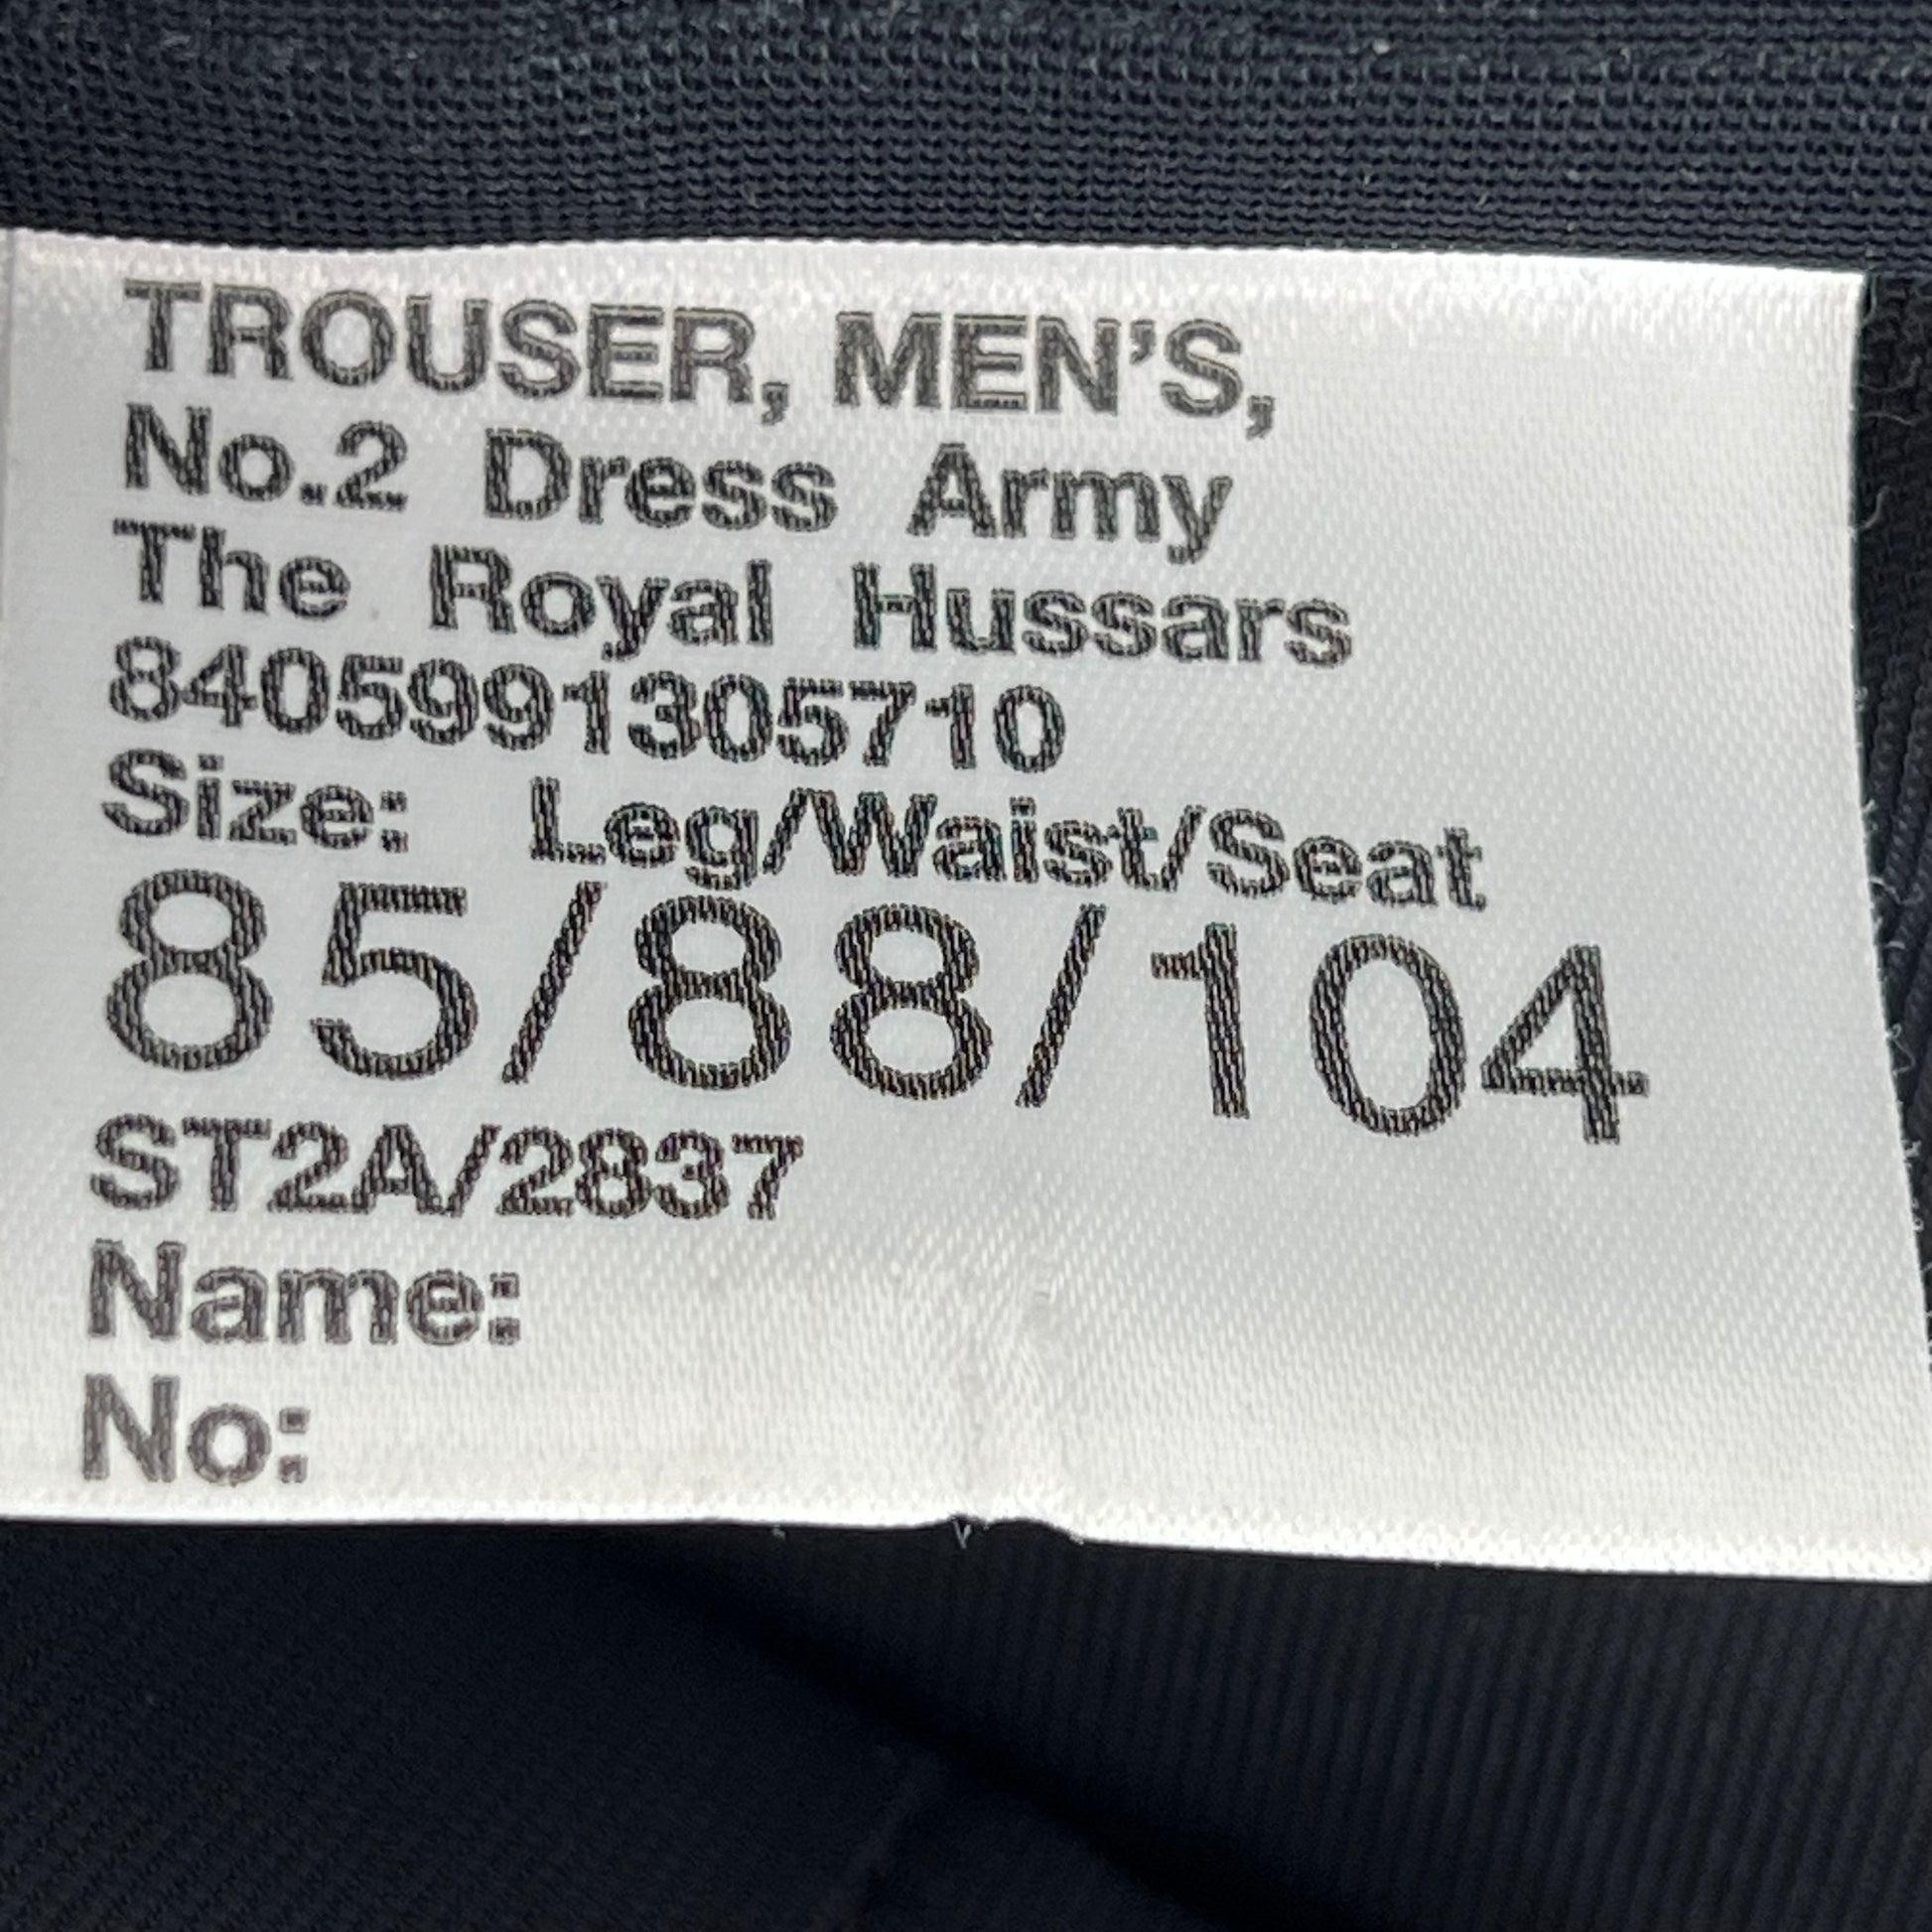 TROUSER, MEN'S,
No.2 Dress Army
The Royal Hussars
8405991305710
Size: Leg/Waist/Seat
85/88/104
ST2A/2837
Name:
No: